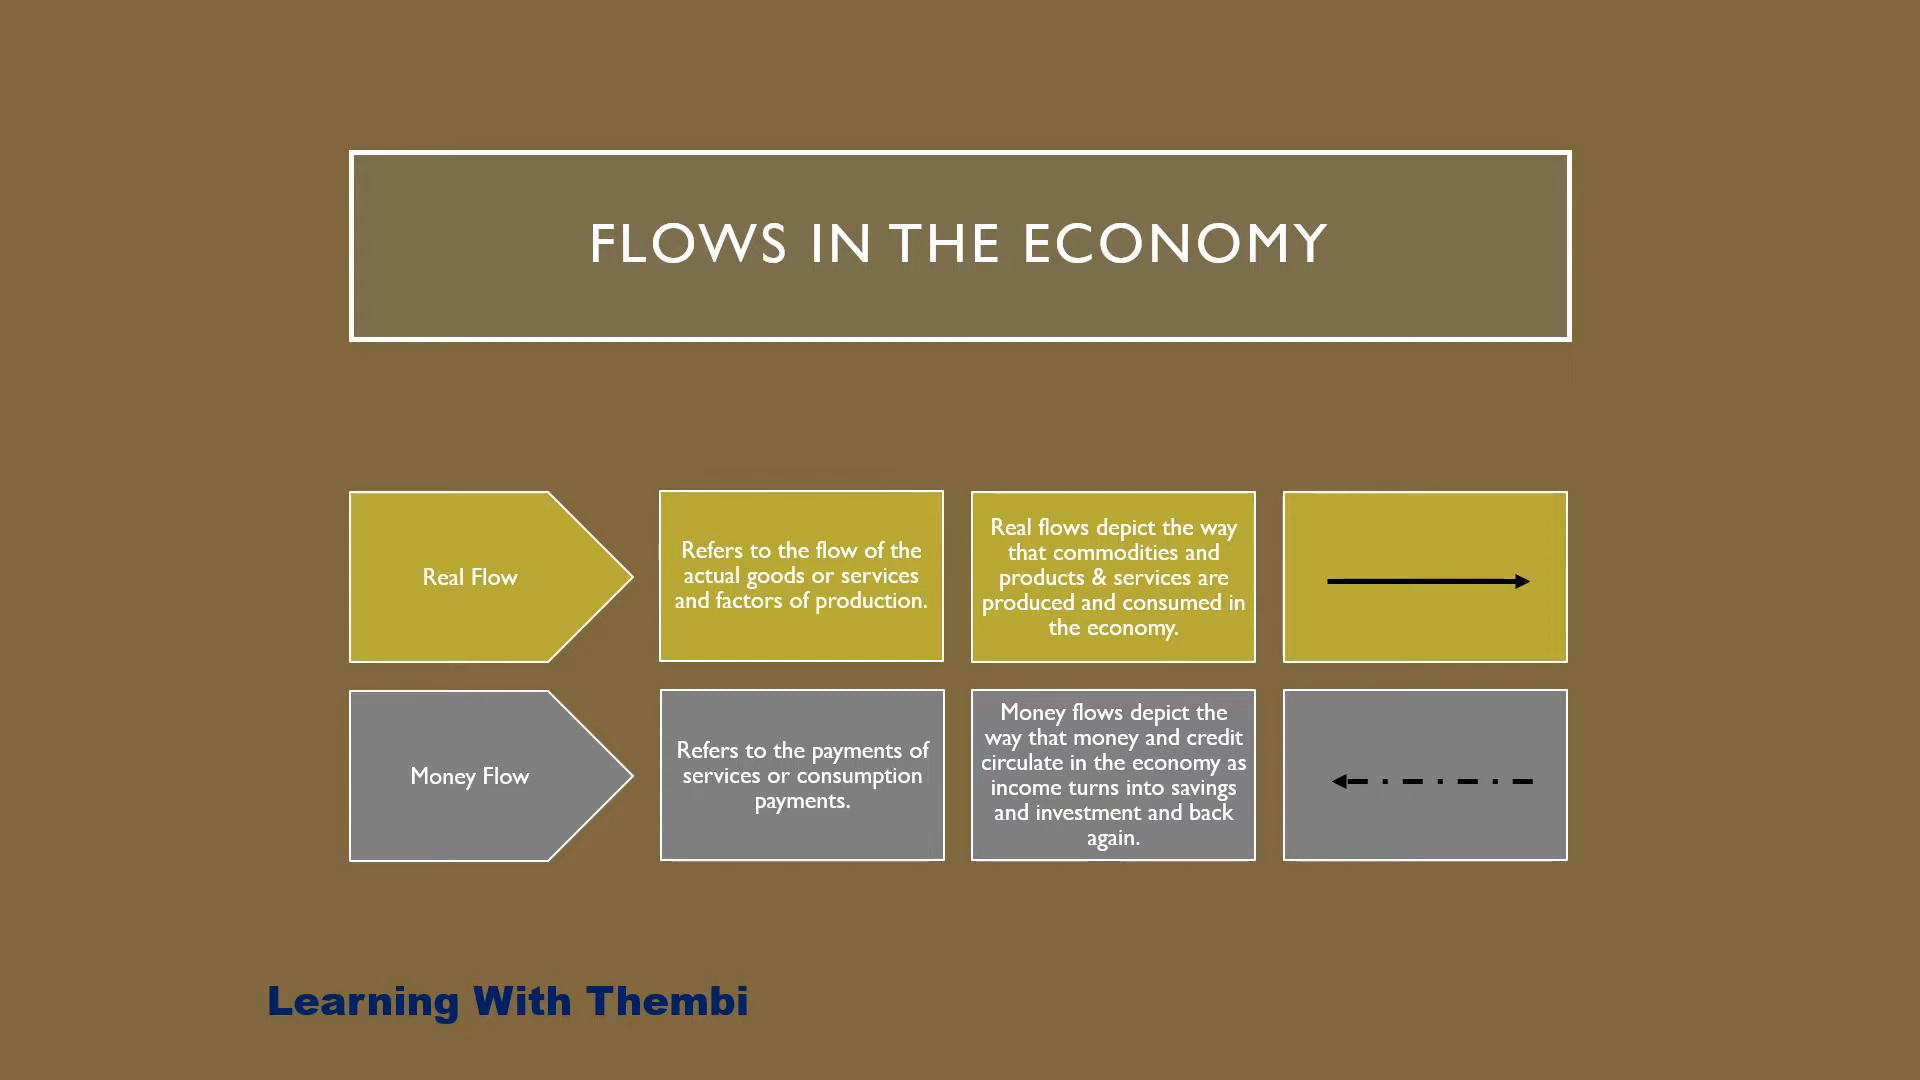 FLOWS IN THE ECONOMY
Real Flow
Refers to the flow of the
actual goods or services
and factors of production.
Real flows depict the way
that commodities and
products & services are
produced and consumed in
the economy.
Money Flow
Refers to the payments of
services or consumption
payments.
Money flows depict the
way that money and credit
circulate in the economy as
income turns into savings
and investment and back
again.
Learning With Thembi